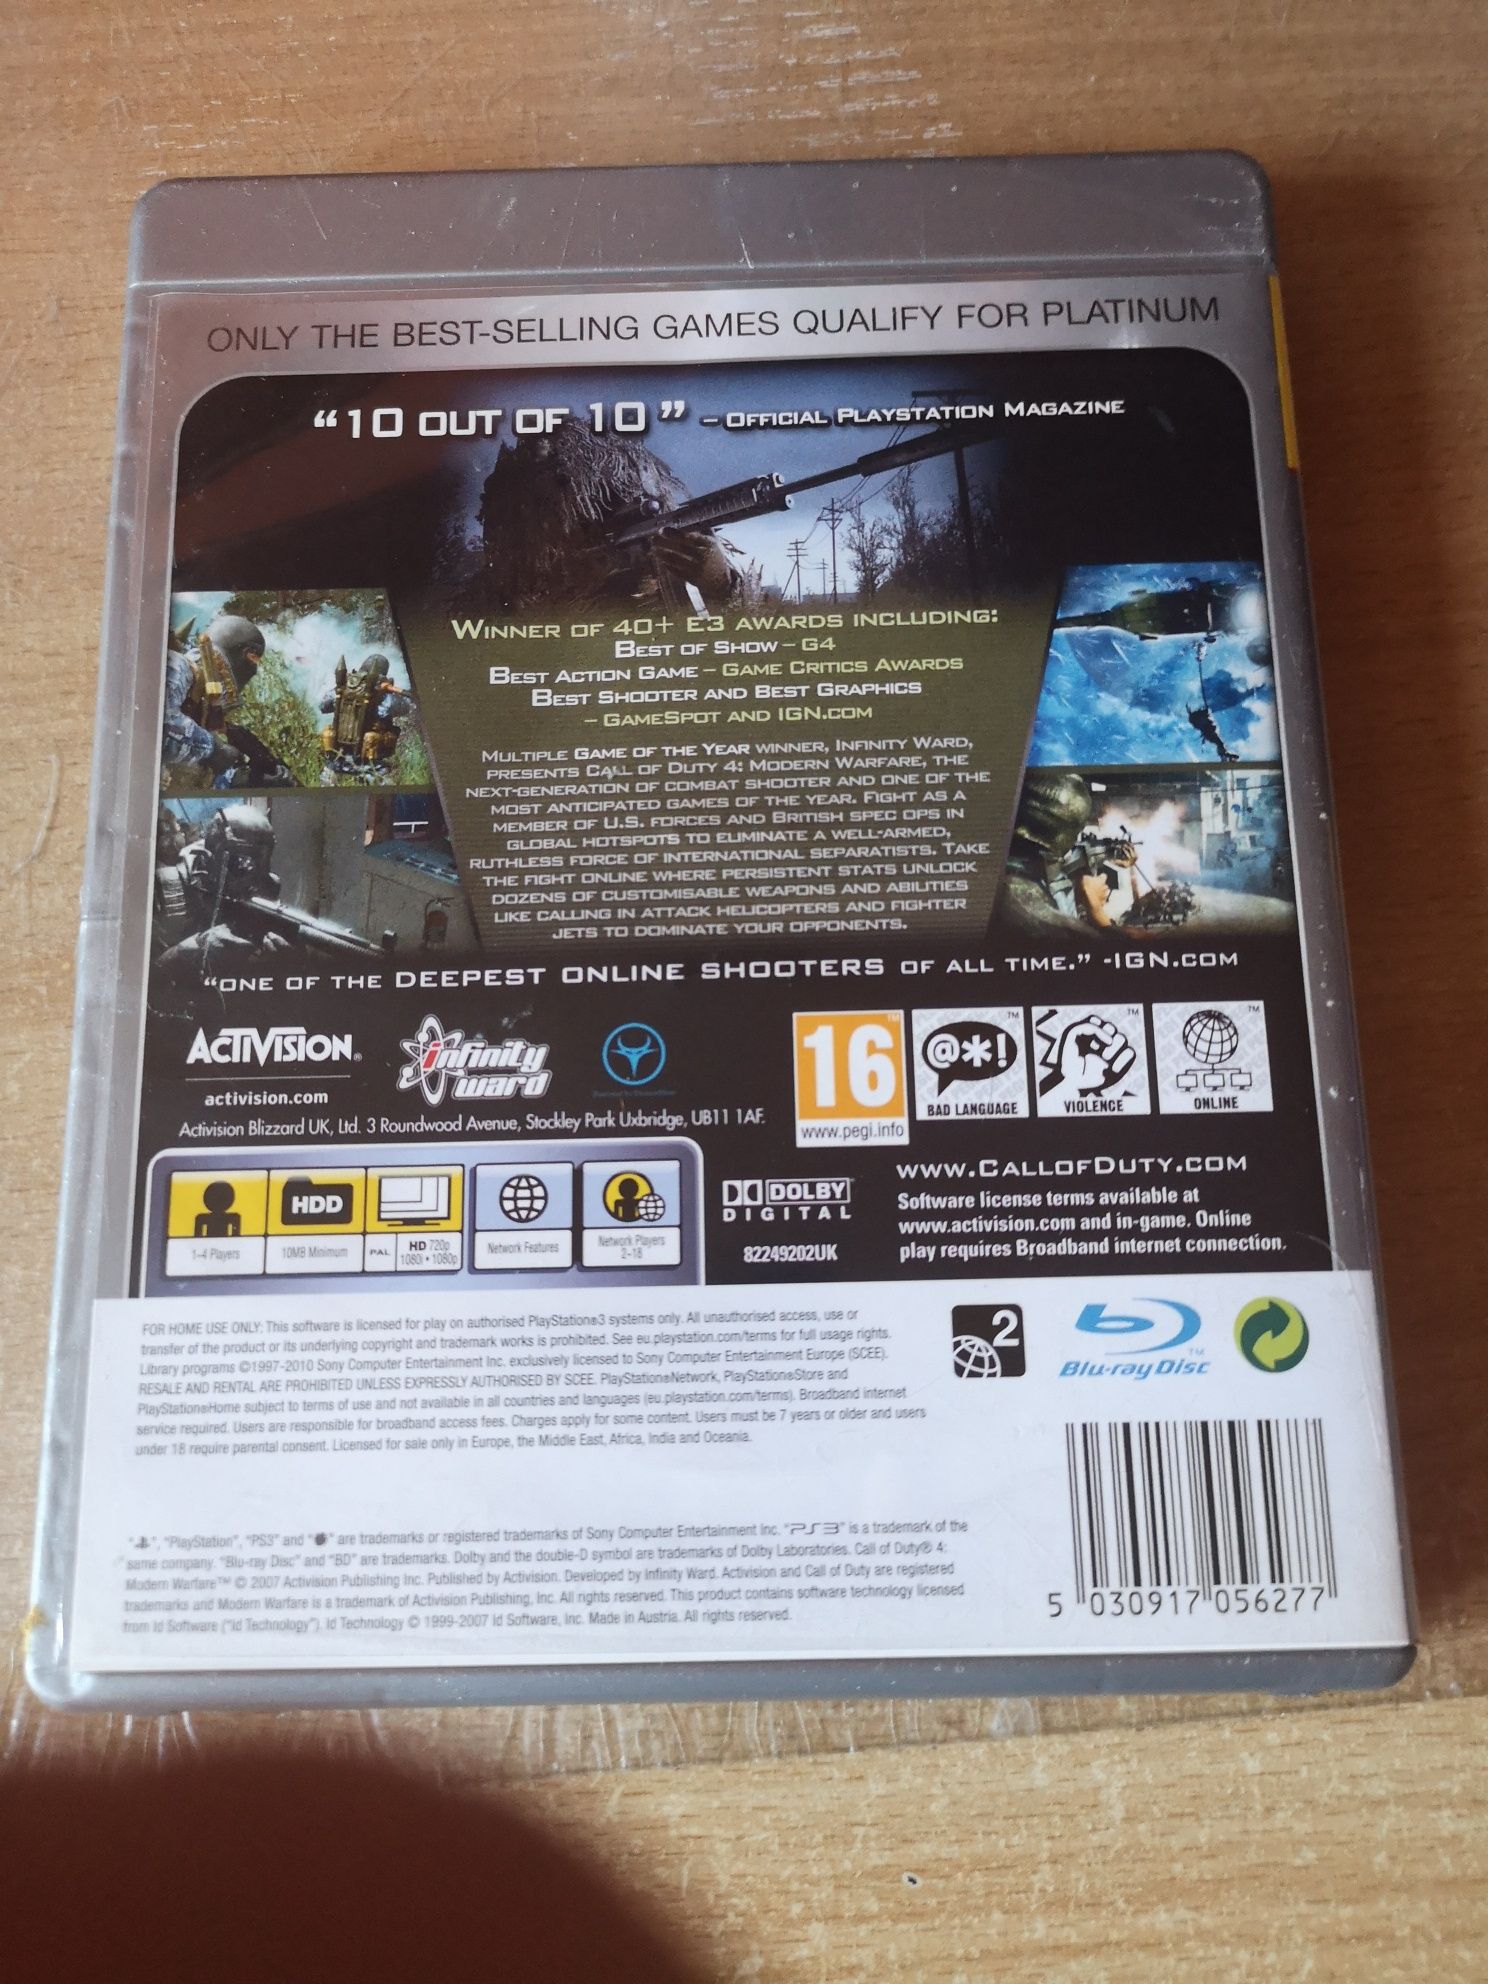 ONLY THE BEST-SELLING GAMES QUALIFY FOR PLATINUM
“10 OUT OF 10” – OFFICIAL PLAYSTATION MAGAZINE
WINNER OF 40+ E3 AWARDS INCLUDING:
BEST OF SHOW – G4
BEST ACTION GAME – GAME CRITICS AWARDS
BEST SHOOTER AND BEST GRAPHICS
– GAMESPOT AND IGN.COM
MULTIPLE GAME OF THE YEAR WINNER, INFINITY WARD,
PRESENTS CALL OF DUTY 4: MODERN WARFARE, THE
NEXT-GENERATION OF COMBAT SHOOTER AND ONE OF THE
MOST ANTICIPATED GAMES OF THE YEAR. FIGHT AS A
MEMBER OF U.S. FORCES AND BRITISH SPEC OPS IN
GLOBAL HOTSPOTS TO ELIMINATE A WELL-ARMED,
RUTHLESS FORCE OF INTERNATIONAL SEPARATISTS. TAKE
THE FIGHT ONLINE WHERE PERSISTENT STATS UNLOCK
DOZENS OF CUSTOMISABLE WEAPONS AND ABILITIES
LIKE CALLING IN ATTACK HELICOPTERS AND FIGHTER
JETS TO DOMINATE YOUR OPPONENTS.
“ONE OF THE DEEPEST ONLINE SHOOTERS OF ALL TIME.” -IGN.COM
ACTIVISION®
activision.com
infinity
ward
16™
www.pegi.info
@*!™
BAD LANGUAGE
™
VIOLENCE
™
ONLINE
Activision Blizzard UK, Ltd. 3 Roundwood Avenue, Stockley Park Uxbridge, UB11 1AF.
1-4 Players
HDD
10MB Minimum
PAL
HD 720p
1080i • 1080p
Network Features
Network Players
2-18
DOLBY
DIGITAL
82249202UK
WWW.CALLOFDUTY.COM
Software license terms available at
www.activision.com and in-game. Online
play requires Broadband internet connection.
FOR HOME USE ONLY: This software is licensed for play on authorised PlayStation®3 systems only. All unauthorised access, use or
transfer of the product or its underlying copyright and trademark works is prohibited. See eu.playstation.com/terms for full usage rights.
Library programs ©1997-2010 Sony Computer Entertainment Inc. exclusively licensed to Sony Computer Entertainment Europe (SCEE).
RESALE AND RENTAL ARE PROHIBITED UNLESS EXPRESSLY AUTHORISED BY SCEE. PlayStation®Network, PlayStation®Store and
PlayStation®Home subject to terms of use and not available in all countries and languages (eu.playstation.com/terms). Broadband internet
service required. Users are responsible for broadband access fees. Charges apply for some content. Users must be 7 years or older and users
under 18 require parental consent. Licensed for sale only in Europe, the Middle East, Africa, India and Oceania.
2
Blu-ray Disc™
"", "PlayStation", "PS3" and "" are trademarks or registered trademarks of Sony Computer Entertainment Inc. "PS3" is a trademark of the
same company. "Blu-ray Disc" and "BD" are trademarks. Dolby and the double-D symbol are trademarks of Dolby Laboratories. Call of Duty® 4:
Modern Warfare™ © 2007 Activision Publishing Inc. Published by Activision. Developed by Infinity Ward. Activision and Call of Duty are registered
trademarks and Modern Warfare is a trademark of Activision Publishing, Inc. All rights reserved. This product contains software technology licensed
from Id Software ("Id Technology"). Id Technology © 1999-2007 Id Software, Inc. Made in Austria. All rights reserved.
5 030917 056277